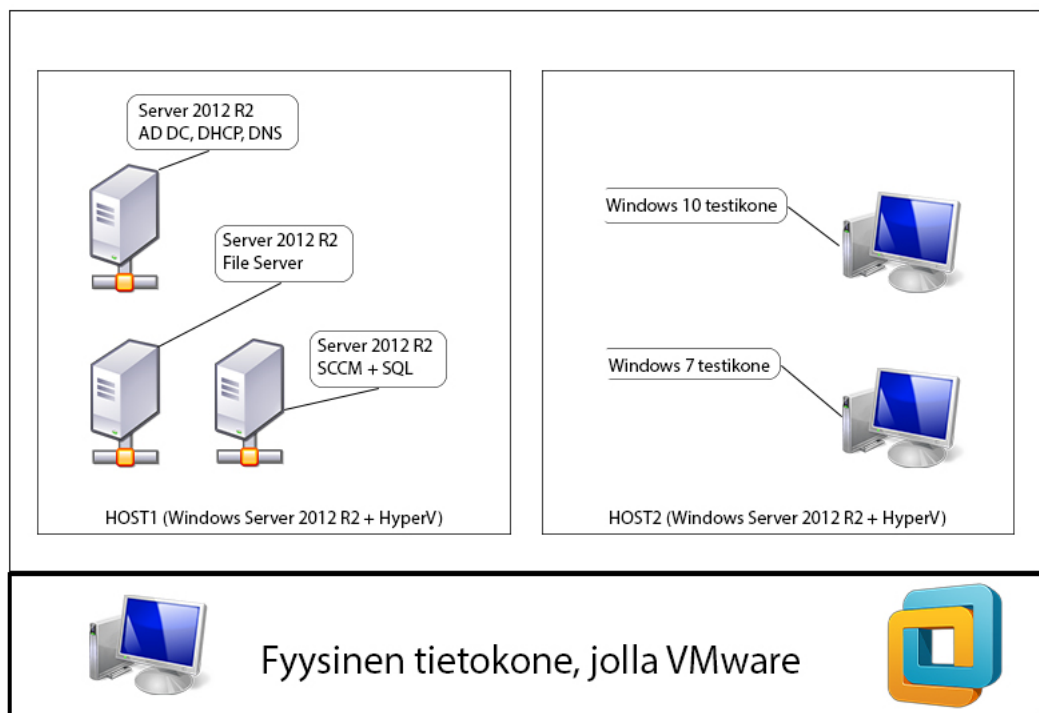 Server 2012 R2
AD DC, DHCP, DNS
Server 2012 R2
File Server
Server 2012 R2
SCCM + SQL
HOST1 (Windows Server 2012 R2 + HyperV)
Windows 10 testikone
Windows 7 testikone
HOST2 (Windows Server 2012 R2 + HyperV)
Fyysinen tietokone, jolla VMware